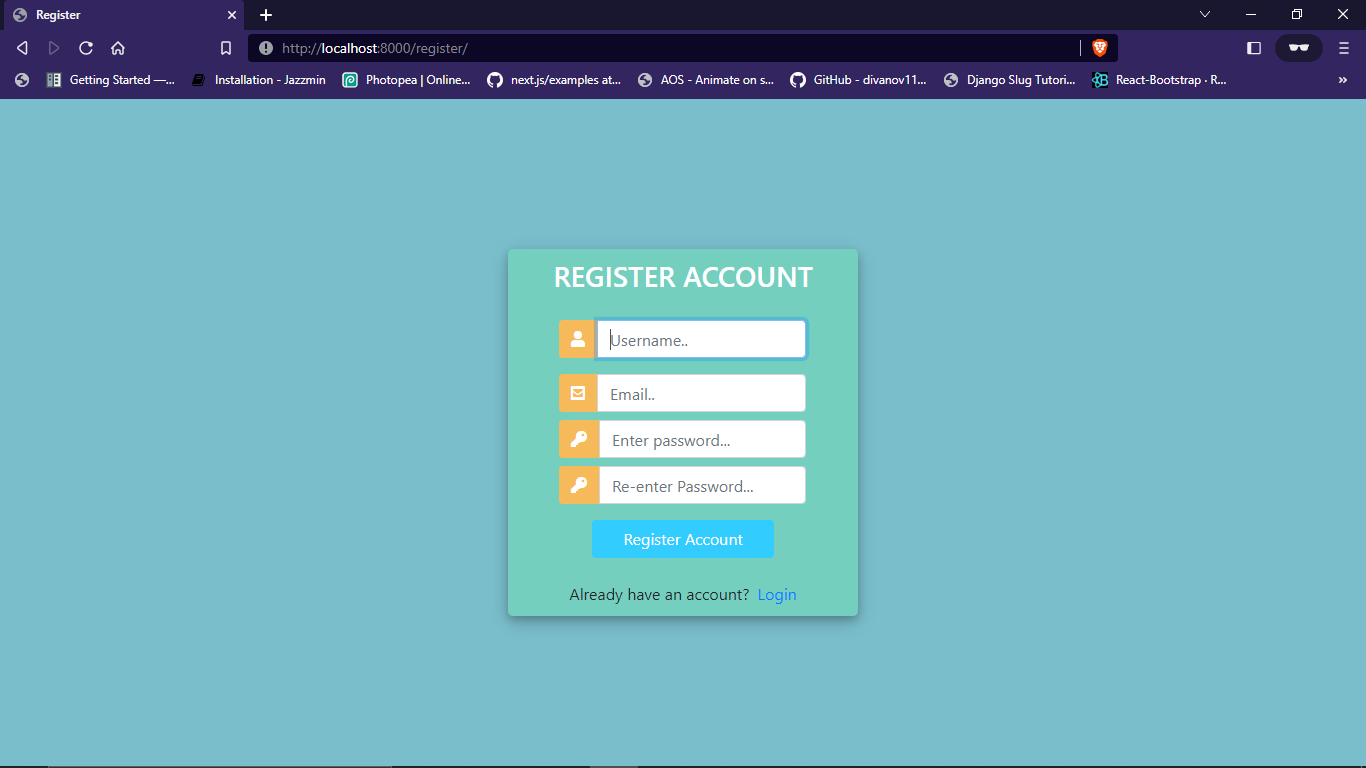 Register
http://localhost:8000/register/
Getting Started —... Installation - Jazzmin Photopea | Online... next.js/examples at... AOS - Animate on s... GitHub - divanov11... Django Slug Tutori... React-Bootstrap · R... »
REGISTER ACCOUNT
Username..
Email..
Enter password...
Re-enter Password...
Register Account
Already have an account? Login